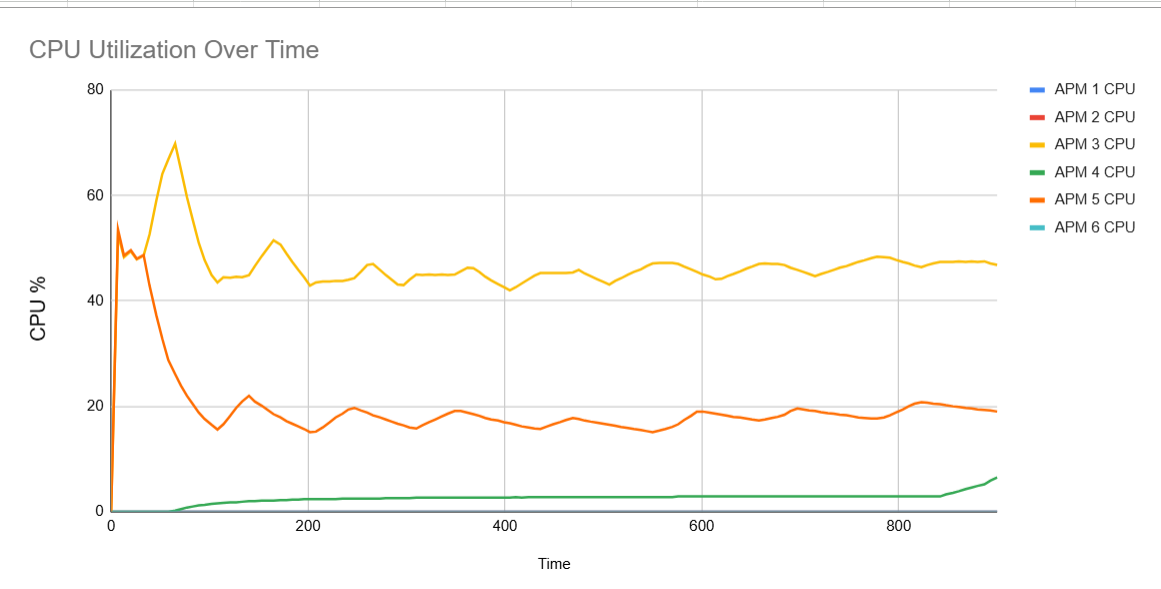 CPU Utilization Over Time
80
60
40
20
0
CPU %
0 200 400 600 800
Time
APM 1 CPU
APM 2 CPU
APM 3 CPU
APM 4 CPU
APM 5 CPU
APM 6 CPU